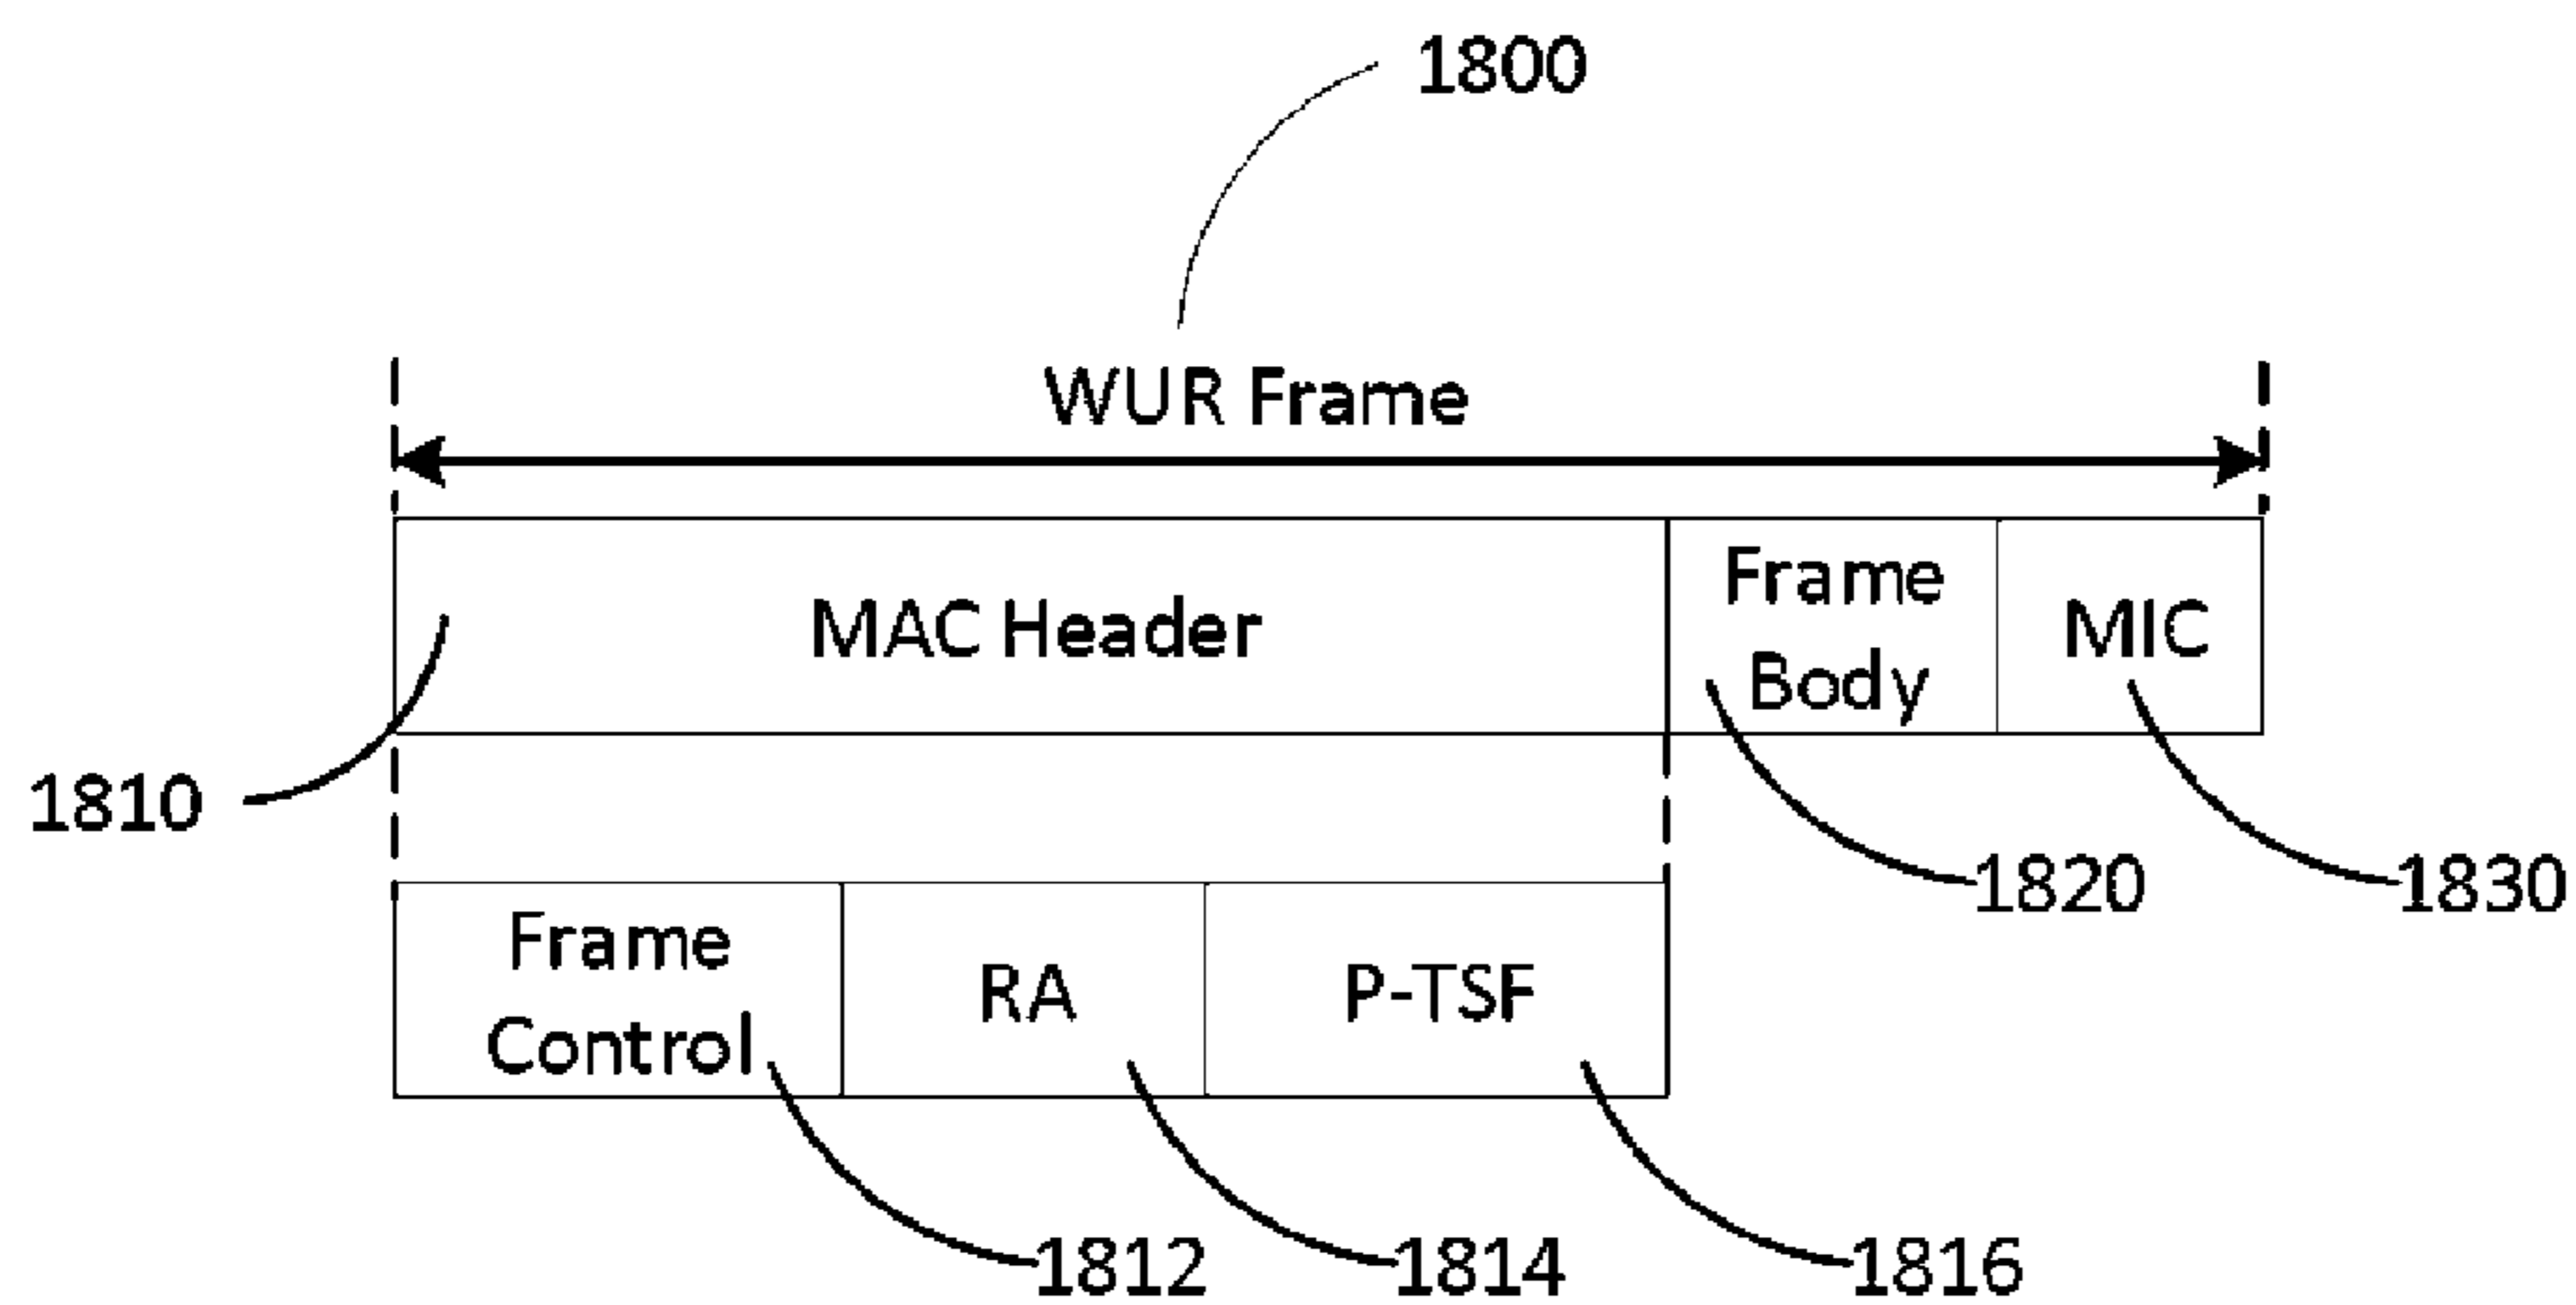 1800
WUR Frame
MAC Header
Frame
Body
MIC
1810
1820
1830
Frame
Control
RA
P-TSF
1812
1814
1816